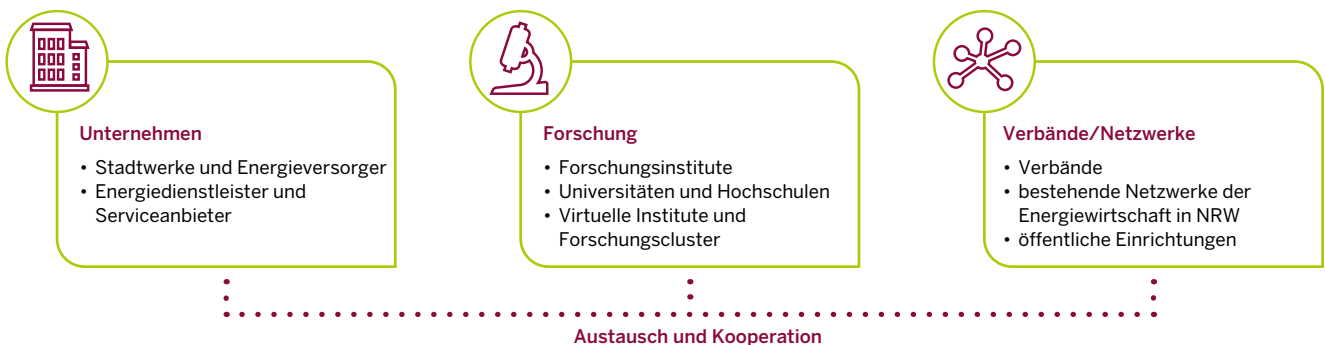 Unternehmen
• Stadtwerke und Energieversorger
• Energiedienstleister und
Serviceanbieter
Forschung
• Forschungsinstitute
• Universitäten und Hochschulen
• Virtuelle Institute und
Forschungscluster
Verbände/Netzwerke
• Verbände
• bestehende Netzwerke der
Energiewirtschaft in NRW
• öffentliche Einrichtungen
Austausch und Kooperation